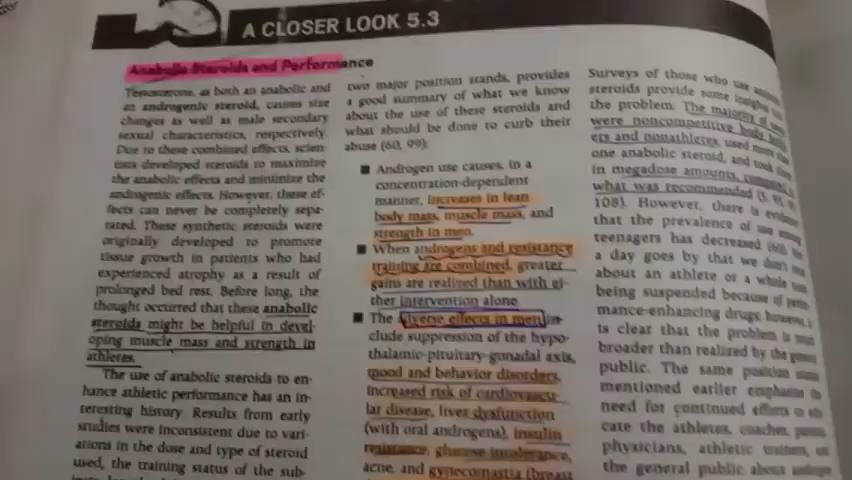 A CLOSER LOOK 5.3
Anabolic Steroids and Performance
Testosterone, as both an anabolic and
an androgenic steroid, causes size
changes as well as male secondary
sexual characteristics, respectively.
Due to these combined effects, scien-
tists developed steroids to maximize
the anabolic effects and minimize the
androgenic effects. However, these ef-
fects can never be completely sepa-
rated. These synthetic steroids were
originally developed to promote
tissue growth in patients who had
experienced atrophy as a result of
prolonged bed rest. Before long, the
thought occurred that these anabolic
steroids might be helpful in devel-
oping muscle mass and strength in
athletes.
The use of anabolic steroids to en-
hance athletic performance has an in-
teresting history. Results from early
studies were inconsistent due to vari-
ations in the dose and type of steroid
used, the training status of the sub-
two major position stands, provides
a good summary of what we know
about the use of these steroids and
what should be done to curb their
abuse (60, 99):
■ Androgen use causes, in a
concentration-dependent
manner, increases in lean
body mass, muscle mass, and
strength in men.
■ When androgens and resistance
training are combined, greater
gains are realized than with ei-
ther intervention alone.
■ The adverse effects in men in-
clude suppression of the hypo-
thalamic-pituitary-gonadal axis,
mood and behavior disorders,
increased risk of cardiovascu-
lar disease, liver dysfunction
(with oral androgens), insulin
resistance, glucose intolerance,
acne, and gynecomastia (breast
Surveys of those who use
steroids provide some
the problem. The majority of
were noncompetitive body
ers and nonathletes, used more
one anabolic steroid, and took
in megadose amounts,
what was recommended
108). However, there is
that the prevalence of use among
teenagers has decreased
a day goes by that we don't
about an athlete or a whole
being suspended because of
mance-enhancing drugs; however,
is clear that the problem is much
broader than realized by the general
public. The same position
mentioned earlier emphasize the
need for continued efforts to
cate the athletes, coaches,
physicians, athletic trainers, and
the general public about